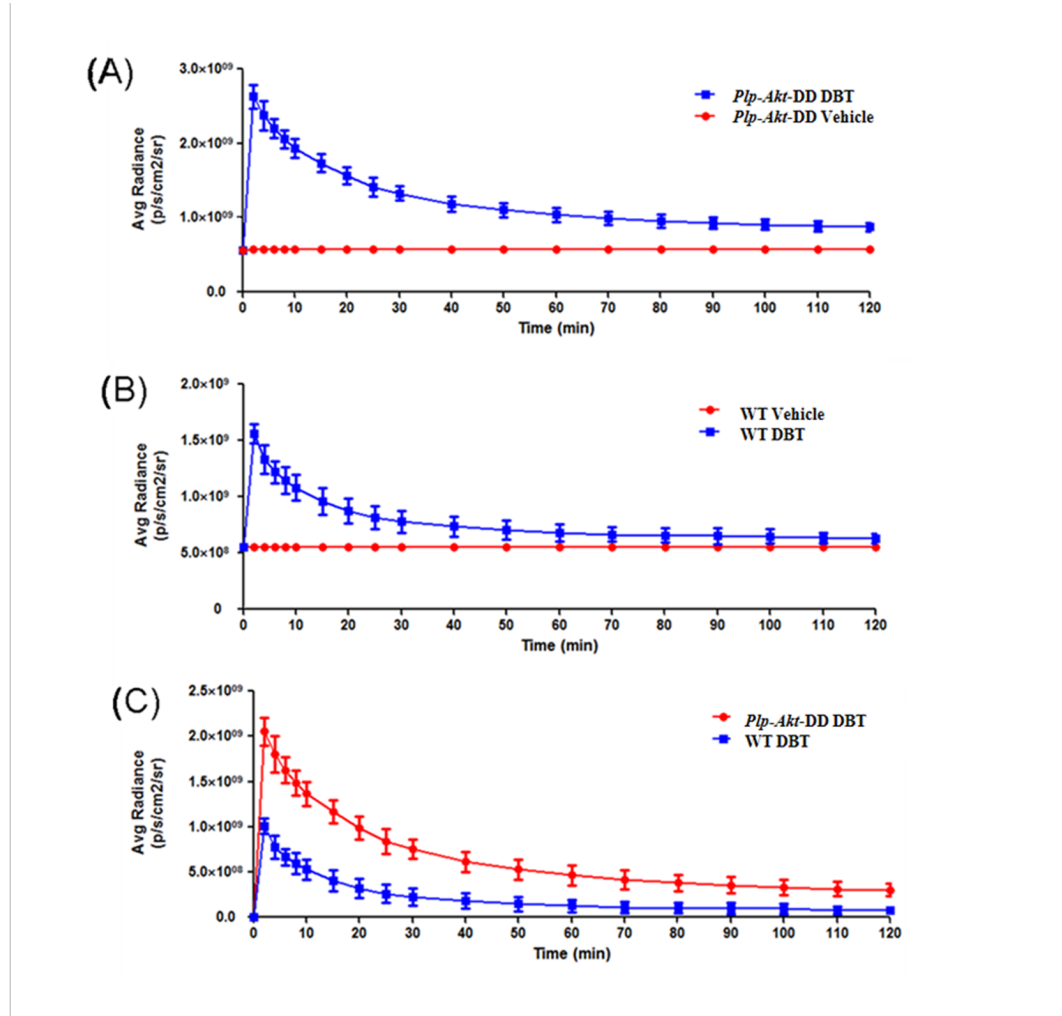 (A)
3.0×10⁰⁹
2.0×10⁰⁹
1.0×10⁰⁹
0.0
Avg Radiance
(p/s/cm2/sr)
Plp-Akt-DD DBT
Plp-Akt-DD Vehicle
0 10 20 30 40 50 60 70 80 90 100 110 120
Time (min)
(B)
2.0×10⁹
1.5×10⁹
1.0×10⁹
5.0×10⁸
0
Avg Radiance
(p/s/cm2/sr)
WT Vehicle
WT DBT
0 10 20 30 40 50 60 70 80 90 100 110 120
Time (min)
(C)
2.5×10⁰⁹
2.0×10⁰⁹
1.5×10⁰⁹
1.0×10⁰⁹
5.0×10⁰⁸
0.0
Avg Radiance
(p/s/cm2/sr)
Plp-Akt-DD DBT
WT DBT
0 10 20 30 40 50 60 70 80 90 100 110 120
Time (min)